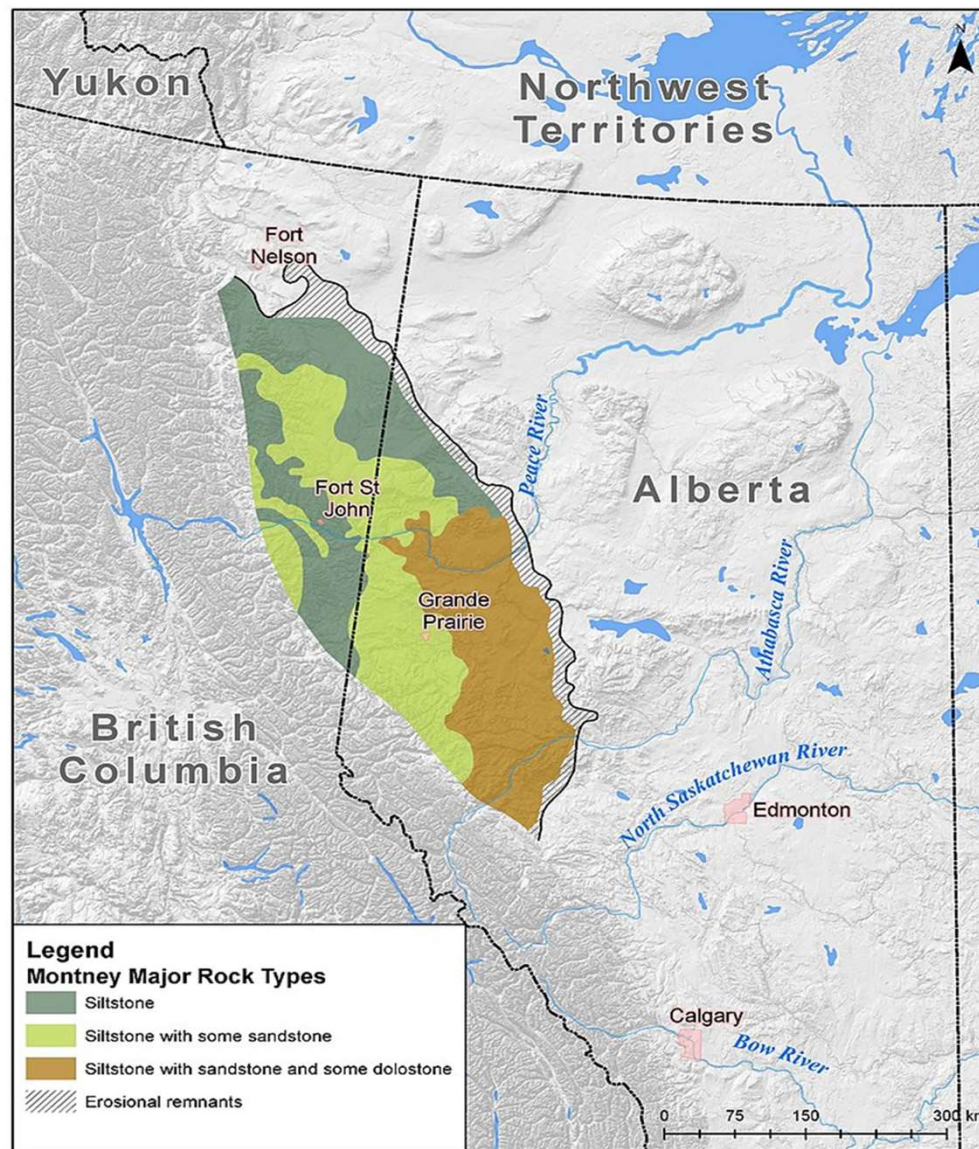 N
Yukon
Northwest
Territories
Fort
Nelson
Peace River
Fort St
John
Alberta
Grande
Prairie
Athabasca River
British
Columbia
North Saskatchewan River
Edmonton
Legend
Montney Major Rock Types
Siltstone
Siltstone with some sandstone
Siltstone with sandstone and some dolostone
Erosional remnants
Calgary
Bow River
0 75 150 300 km